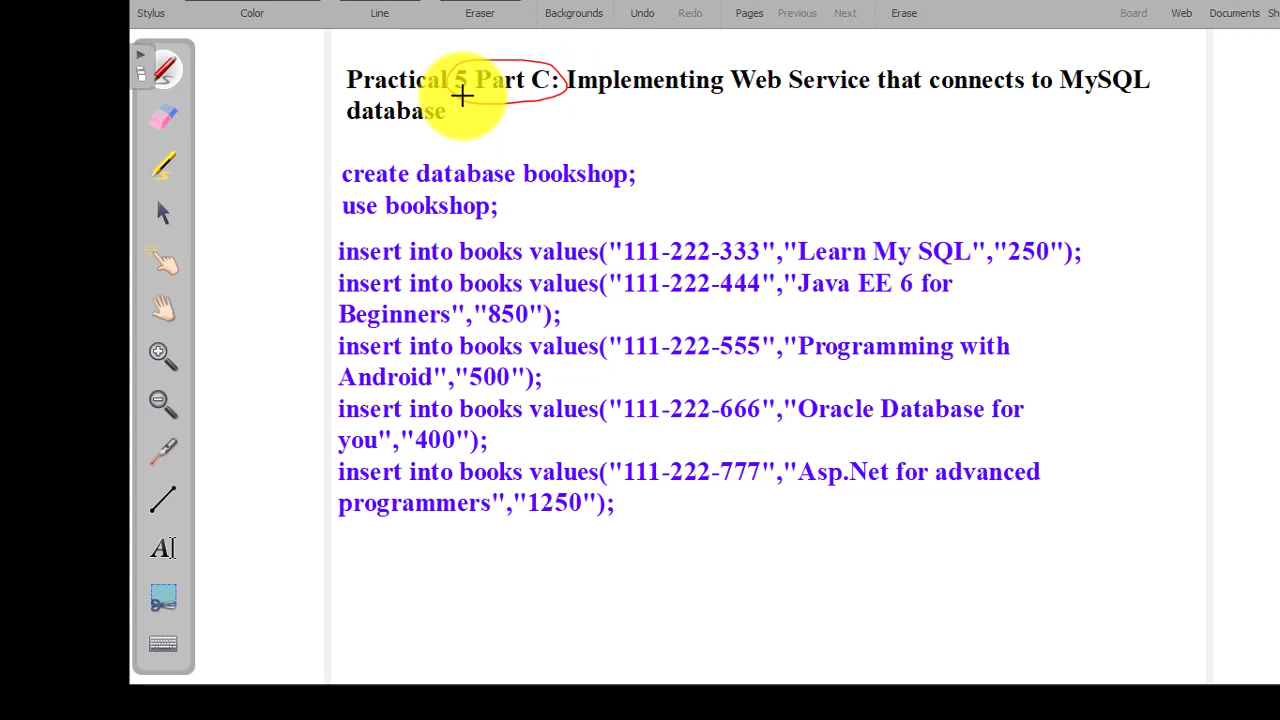 Stylus Color Line Eraser Backgrounds Undo Redo Pages Previous Next Erase Board Web Documents Sh
Practical 5 Part C: Implementing Web Service that connects to MySQL
database
create database bookshop;
use bookshop;
insert into books values("111-222-333","Learn My SQL","250");
insert into books values("111-222-444","Java EE 6 for
Beginners","850");
insert into books values("111-222-555","Programming with
Android","500");
insert into books values("111-222-666","Oracle Database for
you","400");
insert into books values("111-222-777","Asp.Net for advanced
programmers","1250");